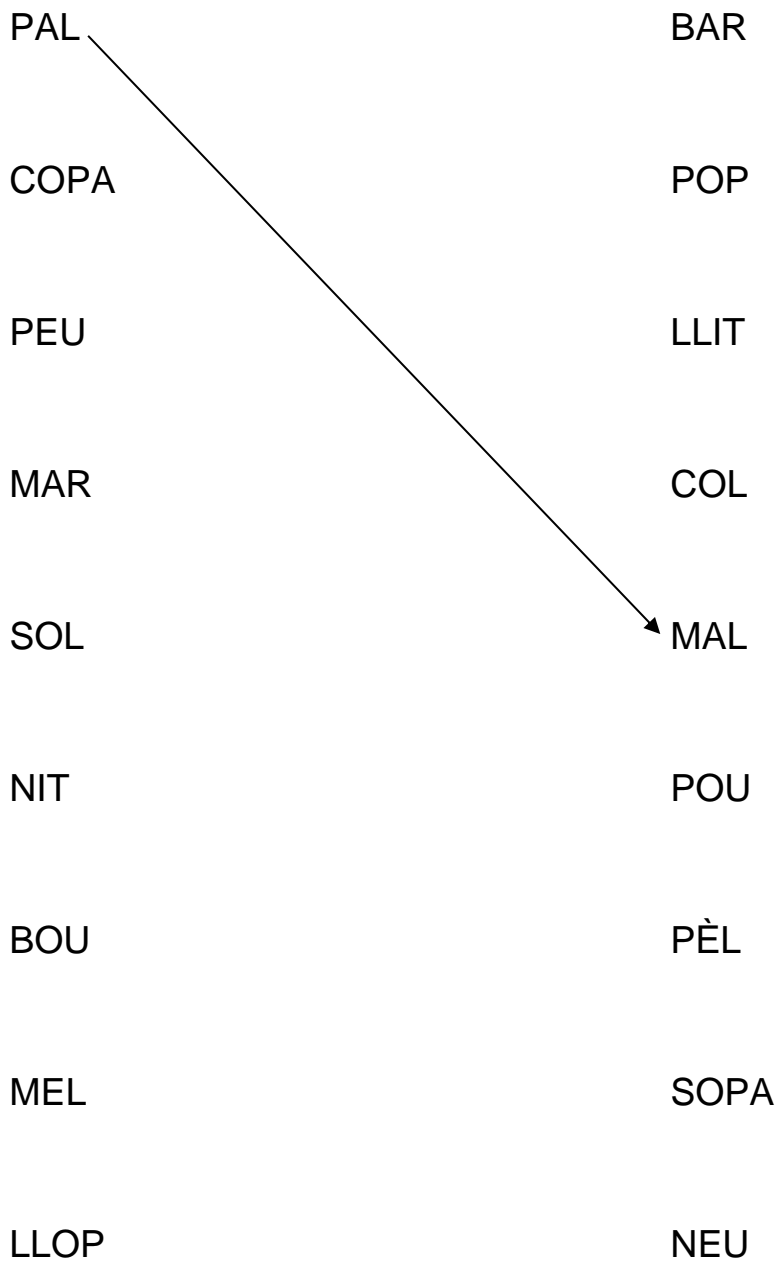 PAL BAR
COPA POP
PEU LLIT
MAR COL
SOL MAL
NIT POU
BOU PÈL
MEL SOPA
LLOP NEU